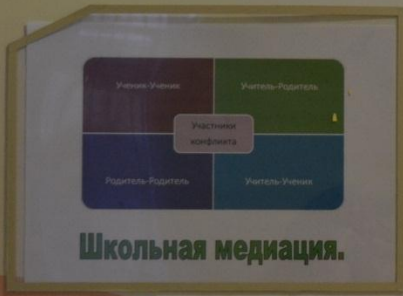 Ученик-Ученик
Учитель-Родитель
Участники
конфликта
Родитель-Родитель
Учитель-Ученик
Школьная медиация.